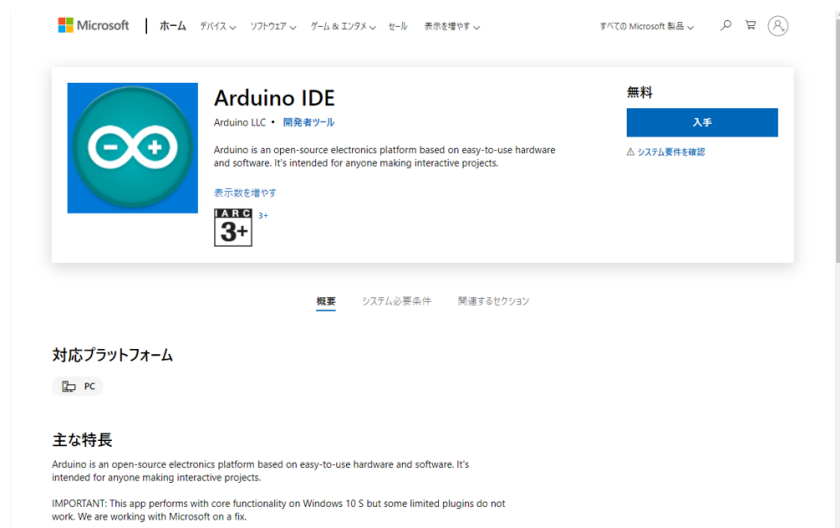 Microsoft ホーム デバイス ソフトウェア ゲーム & エンタメ セール 表示を増やす すべての Microsoft 製品
Arduino IDE
無料
Arduino LLC • 開発者ツール
入手
Arduino is an open-source electronics platform based on easy-to-use hardware
and software. It's intended for anyone making interactive projects.
システム要件を確認
表示数を増やす
IARC 3+
3+
概要 システム必要条件 関連するセクション
対応プラットフォーム
PC
主な特長
Arduino is an open-source electronics platform based on easy-to-use hardware and software. It's
intended for anyone making interactive projects.
IMPORTANT: This app performs with core functionality on Windows 10 S but some limited plugins do not
work. We are working with Microsoft on a fix.